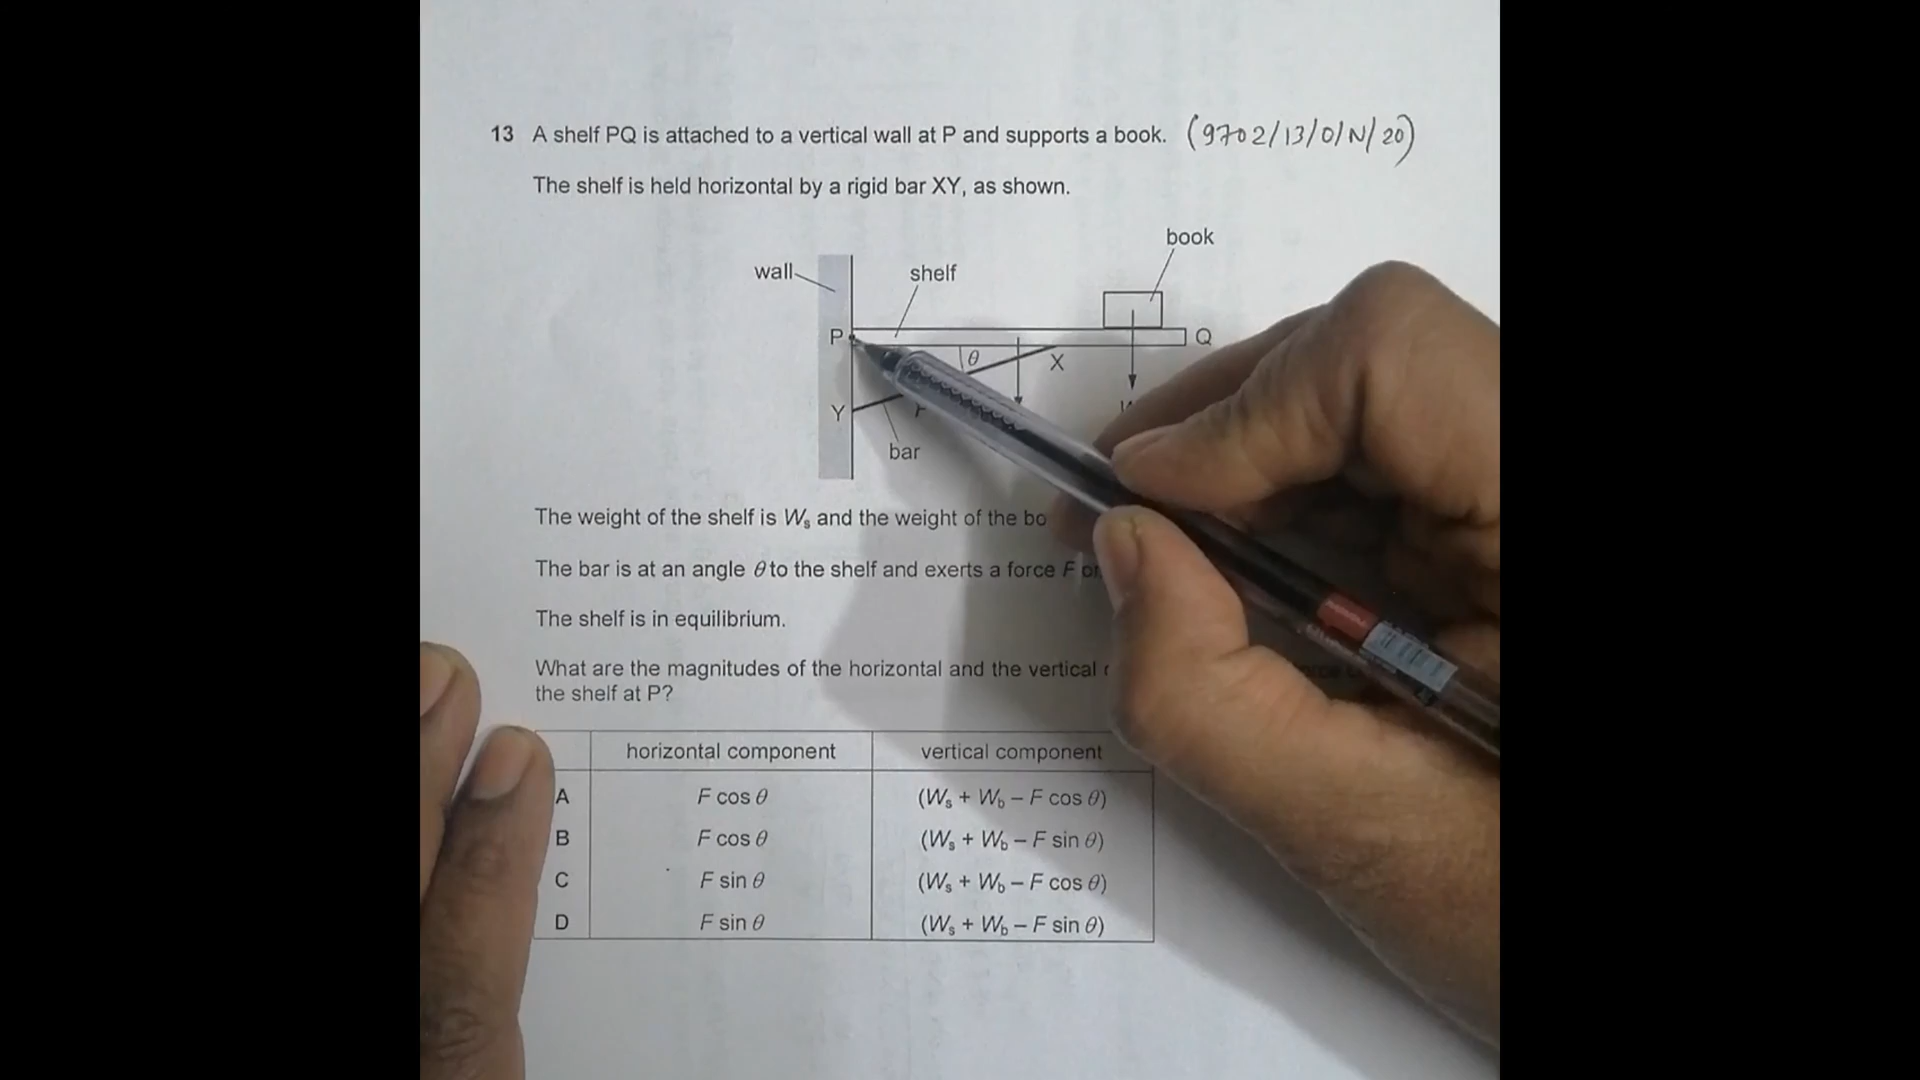 13 A shelf PQ is attached to a vertical wall at P and supports a book. (9702/13/O/N/20)
The shelf is held horizontal by a rigid bar XY, as shown.
book
wall
shelf
P
Q
θ
X
Y
bar
The weight of the shelf is Ws and the weight of the bo
The bar is at an angle θ to the shelf and exerts a force F
The shelf is in equilibrium.
What are the magnitudes of the horizontal and the vertical
the shelf at P?
horizontal component vertical component
A F cos θ (Ws + Wb – F cos θ)
B F cos θ (Ws + Wb – F sin θ)
C F sin θ (Ws + Wb – F cos θ)
D F sin θ (Ws + Wb – F sin θ)